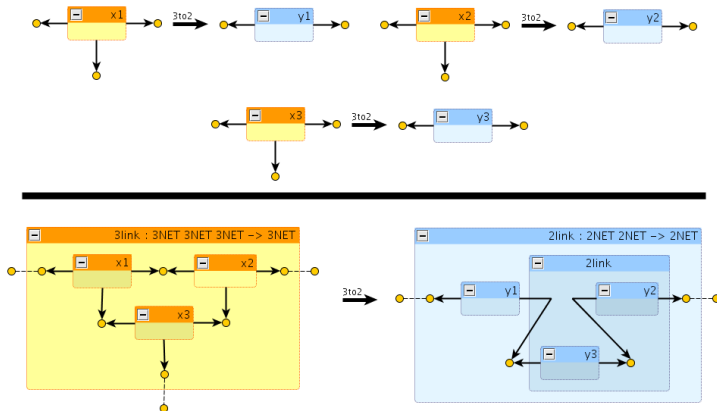 x1 3to2 y1 x2 3to2 y2
x3 3to2 y3
3link : 3NET 3NET 3NET -> 3NET
x1 x2
x3
3to2
2link : 2NET 2NET -> 2NET
2link
y1 y2
y3